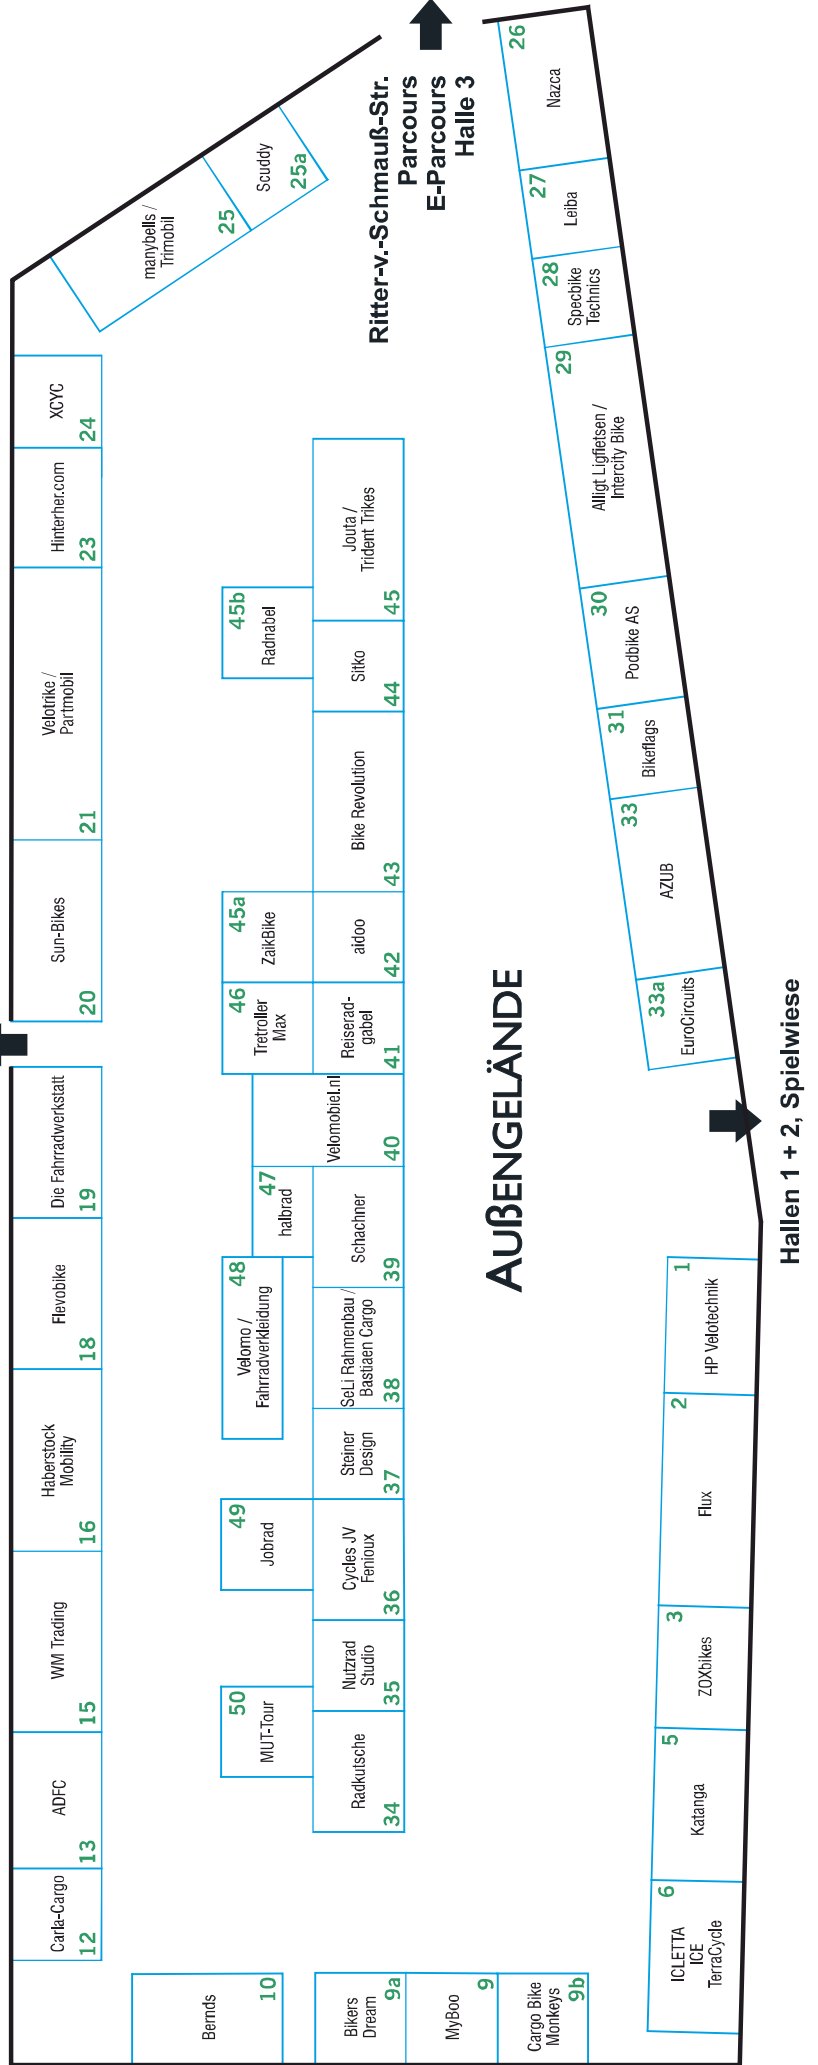 Ritter-v.-Schmauß-Str.
Parcours
E-Parcours
Halle 3
26
Nazca
27
Leiba
28
Specbike
Technics
29
Alligt Ligfietsen /
Intercity Bike
30
Podbike AS
31
Bikeflags
33
AZUB
33a
EuroCircuits
Scuddy
25a
manybells /
Trimobil
25
XCYC
24
Hinterher.com
23
Velotrike /
Partmobil
21
Sun-Bikes
20
Die Fahrradwerkstatt
19
Flevobike
18
Haberstock
Mobility
16
WM Trading
15
ADFC
13
Carla-Cargo
12
Jouta /
Trident Trikes
45
45b
Radnabel
Sitko
44
Bike Revolution
43
45a
ZaikBike
aidoo
42
46
Tretroller
Max
Reiserad-
gabel
41
Velomobiel.nl
40
47
halbrad
Schachner
39
48
Velomo /
Fahrradverkleidung
SeLi Rahmenbau /
Bastiaen Cargo
38
Steiner
Design
37
49
Jobrad
Cycles JV
Fenioux
36
Nutzrad
Studio
35
50
MUT-Tour
Radkutsche
34
AUßENGELÄNDE
Hallen 1 + 2, Spielwiese
1
HP Velotechnik
2
Flux
3
ZOXbikes
5
Katanga
6
ICLETTA
ICE
TerraCycle
10
Bernds
9a
Bikers
Dream
9
MyBoo
Cargo Bike
Monkeys
9b